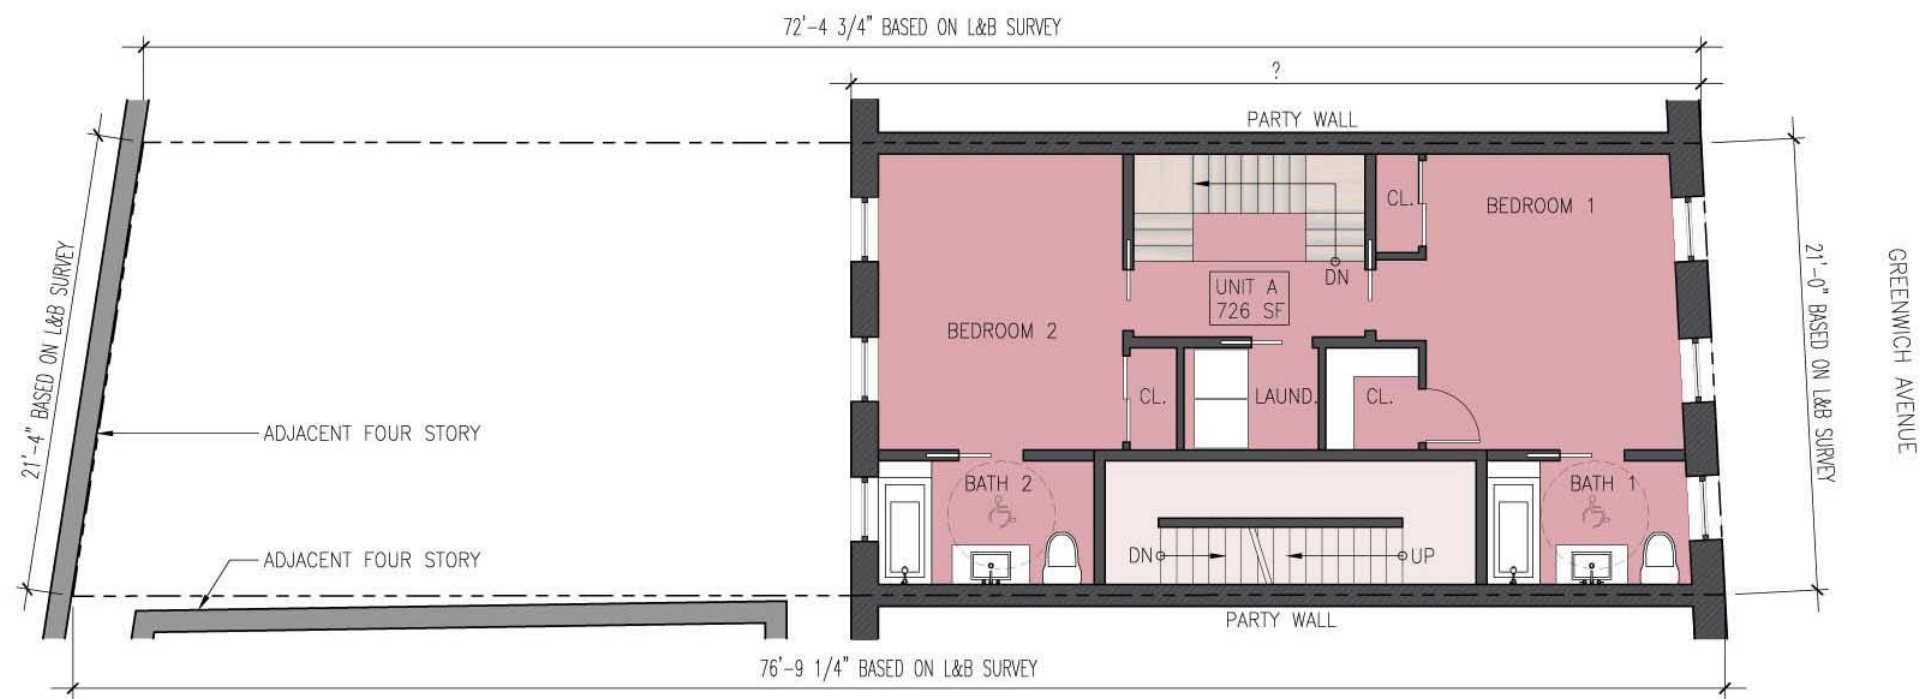 72'-4 3/4" BASED ON L&B SURVEY
?
PARTY WALL
CL.
BEDROOM 1
DN
UNIT A
726 SF
BEDROOM 2
21'-4" BASED ON L&B SURVEY
21'-0" BASED ON L&B SURVEY
GREENWICH AVENUE
CL.
LAUND.
CL.
ADJACENT FOUR STORY
BATH 2
BATH 1
ADJACENT FOUR STORY
DN
UP
PARTY WALL
76'-9 1/4" BASED ON L&B SURVEY